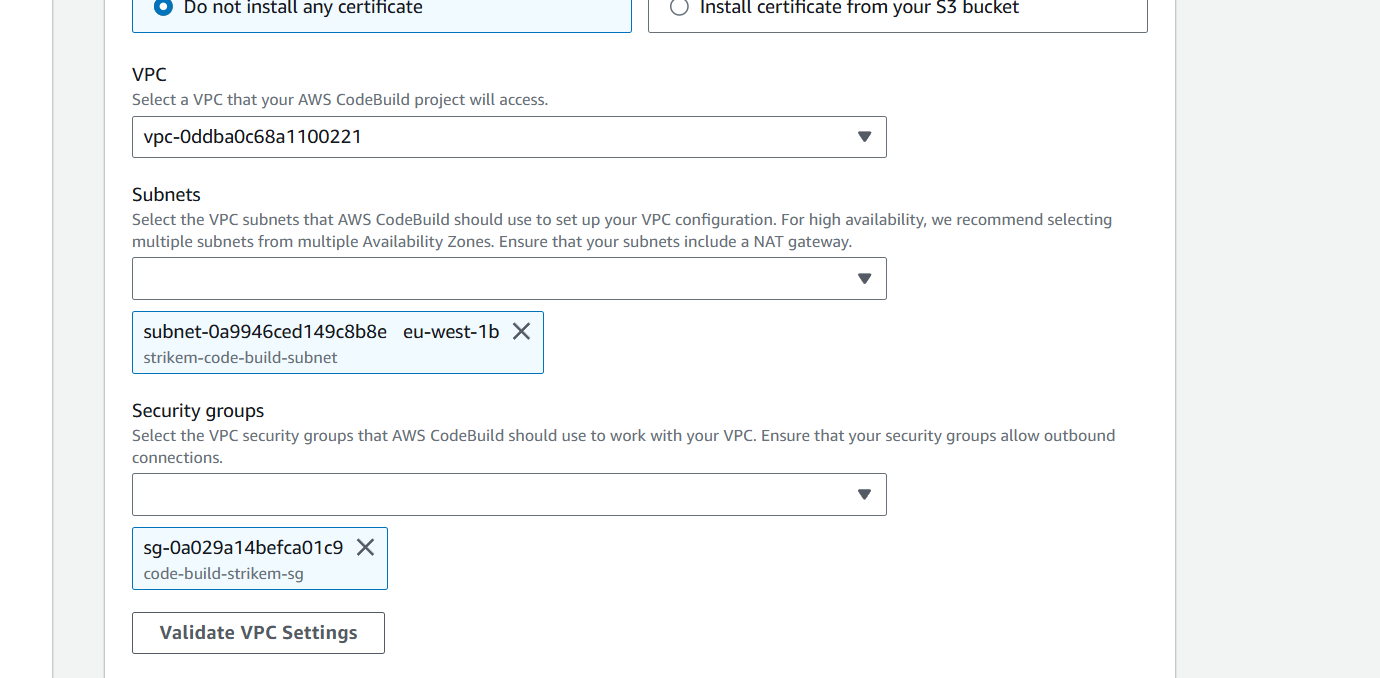 Do not install any certificate
Install certificate from your S3 bucket
VPC
Select a VPC that your AWS CodeBuild project will access.
vpc-0ddba0c68a1100221
Subnets
Select the VPC subnets that AWS CodeBuild should use to set up your VPC configuration. For high availability, we recommend selecting
multiple subnets from multiple Availability Zones. Ensure that your subnets include a NAT gateway.
subnet-0a9946ced149c8b8e eu-west-1b
strikem-code-build-subnet
Security groups
Select the VPC security groups that AWS CodeBuild should use to work with your VPC. Ensure that your security groups allow outbound
connections.
sg-0a029a14befca01c9
code-build-strikem-sg
Validate VPC Settings